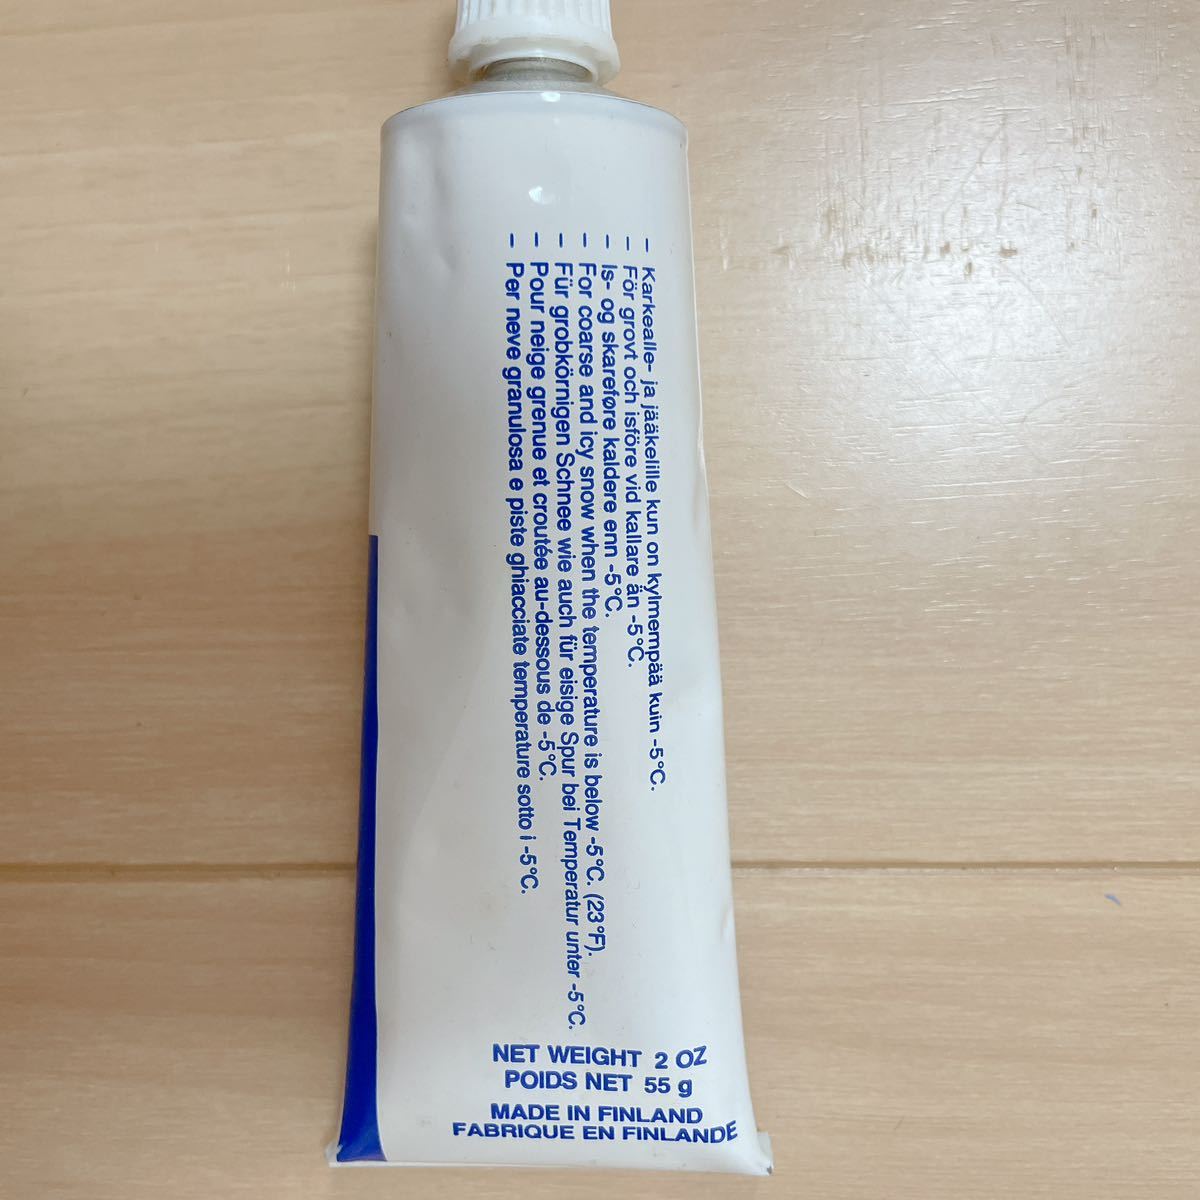 – Karkealle- ja jääkelille kun on kylmempää kuin -5°C.
– För grovt och isföre vid kallare än -5°C.
– Is- og skareføre kaldere enn -5°C.
– For coarse and icy snow when the temperature is below -5°C. (23°F).
– Für grobkörnigen Schnee wie auch für eisige Spur bei Temperatur unter -5°C.
– Pour neige grenue et croutée au-dessous de -5°C.
– Per neve granulosa e piste ghiacciate temperature sotto i -5°C.
NET WEIGHT 2 OZ
POIDS NET 55 g
MADE IN FINLAND
FABRIQUE EN FINLANDE